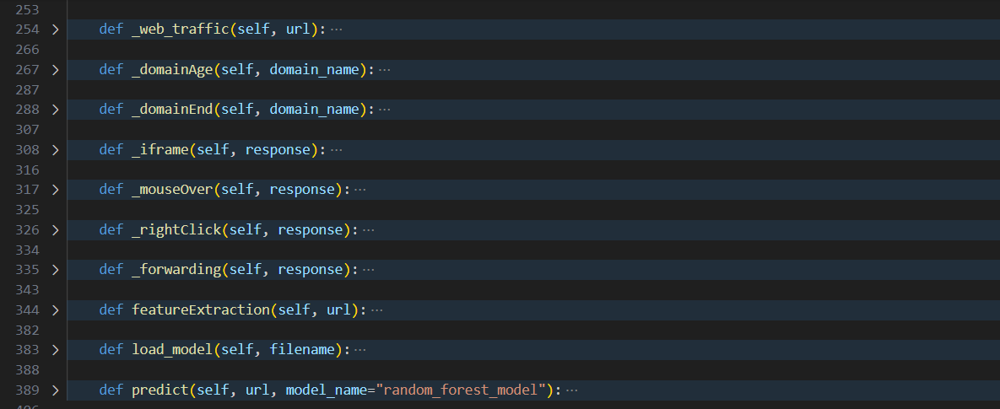 253
254 > def _web_traffic(self, url): ···
266
267 > def _domainAge(self, domain_name): ···
287
288 > def _domainEnd(self, domain_name): ···
307
308 > def _iframe(self, response): ···
316
317 > def _mouseOver(self, response): ···
325
326 > def _rightClick(self, response): ···
334
335 > def _forwarding(self, response): ···
343
344 > def featureExtraction(self, url): ···
382
383 > def load_model(self, filename): ···
388
389 > def predict(self, url, model_name="random_forest_model"): ···